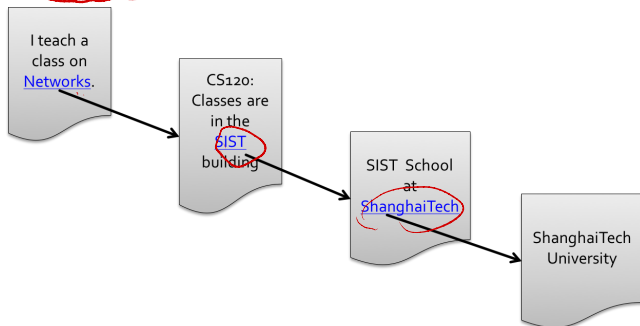 I teach a
class on
Networks.
CS120:
Classes are
in the
SIST
building
SIST School
at
ShanghaiTech
ShanghaiTech
University